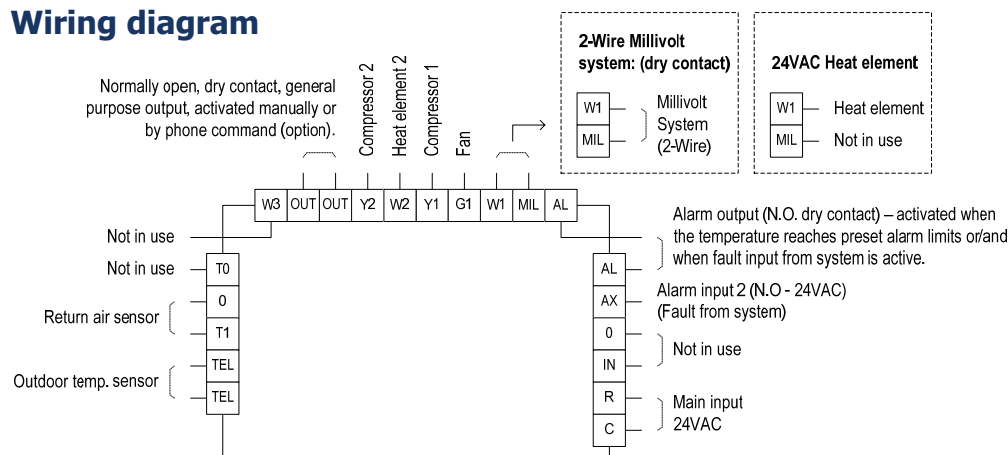 Wiring diagram
Normally open, dry contact, general
purpose output, activated manually or
by phone command (option).
Compressor 2
Heat element 2
Compressor 1
Fan
2-Wire Millivolt
system: (dry contact)
W1
MIL
Millivolt
System
(2-Wire)
24VAC Heat element
W1
Heat element
MIL
Not in use
W3 OUT OUT Y2 W2 Y1 G1 W1 MIL AL
Not in use
Not in use
T0
0
T1
Return air sensor
TEL
TEL
Outdoor temp. sensor
Alarm output (N.O. dry contact) – activated when
the temperature reaches preset alarm limits or/and
when fault input from system is active.
AL
AX
Alarm input 2 (N.O - 24VAC)
(Fault from system)
0
IN
Not in use
R
C
Main input
24VAC